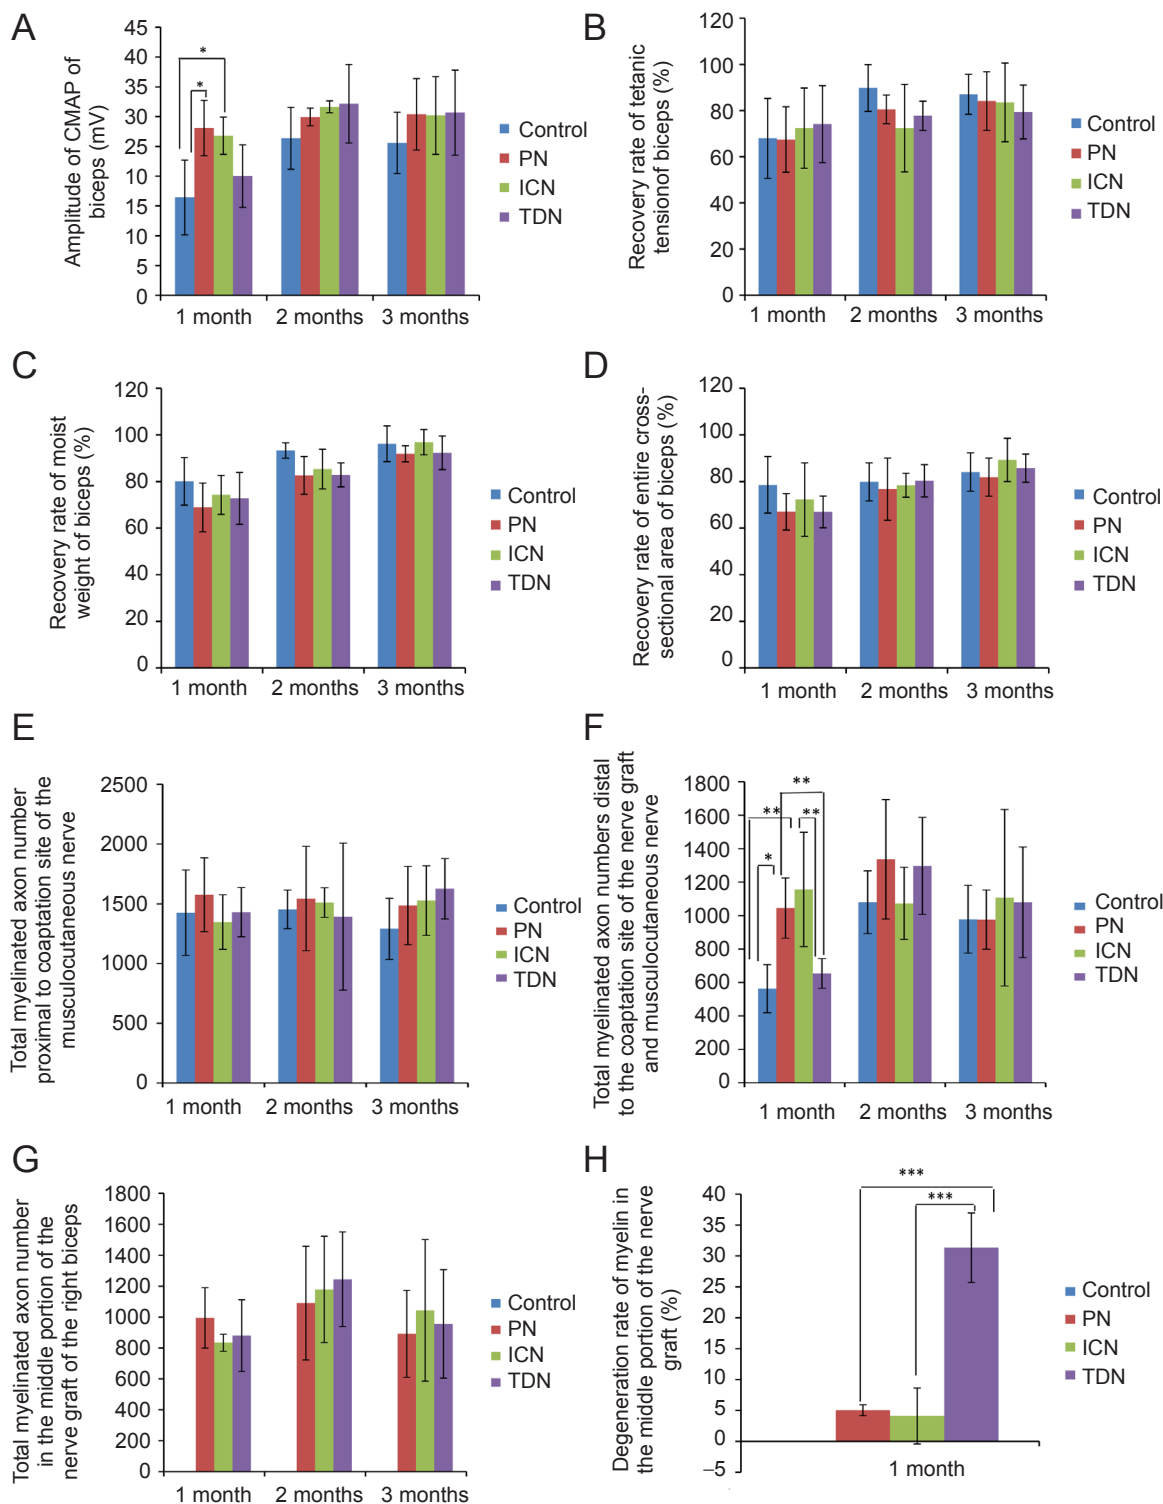 A
Amplitude of CMAP of
biceps (mV)
45
40
35
30
25
10
15
10
5
0
*
*
1 month
2 months
3 months
Control
PN
ICN
TDN
B
Recovery rate of tetanic
tensionof biceps (%)
120
100
80
60
40
20
0
1 month
2 months
3 months
Control
PN
ICN
TDN
C
Recovery rate of moist
weight of biceps (%)
120
100
80
60
40
20
0
1 month
2 months
3 months
Control
PN
ICN
TDN
D
Recovery rate of entire cross-
sectional area of biceps (%)
120
100
80
60
40
20
0
1 month
2 months
3 months
Control
PN
ICN
TDN
E
Total myelinated axon number
proximal to coaptation site of the
musculocutaneous nerve
2500
2000
1500
1000
500
0
1 month
2 months
3 months
Control
PN
ICN
TDN
F
Total myelinated axon numbers distal
to the coaptation site of the nerve graft
and musculocutaneous nerve
1800
1600
1400
1200
1000
800
600
400
200
0
**
**
**
*
1 month
2 months
3 months
Control
PN
ICN
TDN
G
Total myelinated axon number
in the middle portion of the
nerve graft of the right biceps
1800
1600
1400
1200
1000
800
600
400
200
0
1 month
2 months
3 months
Control
PN
ICN
TDN
H
Degeneration rate of myelin in
the middle portion of the nerve
graft (%)
40
35
30
25
20
15
10
5
0
–5
***
***
1 month
Control
PN
ICN
TDN